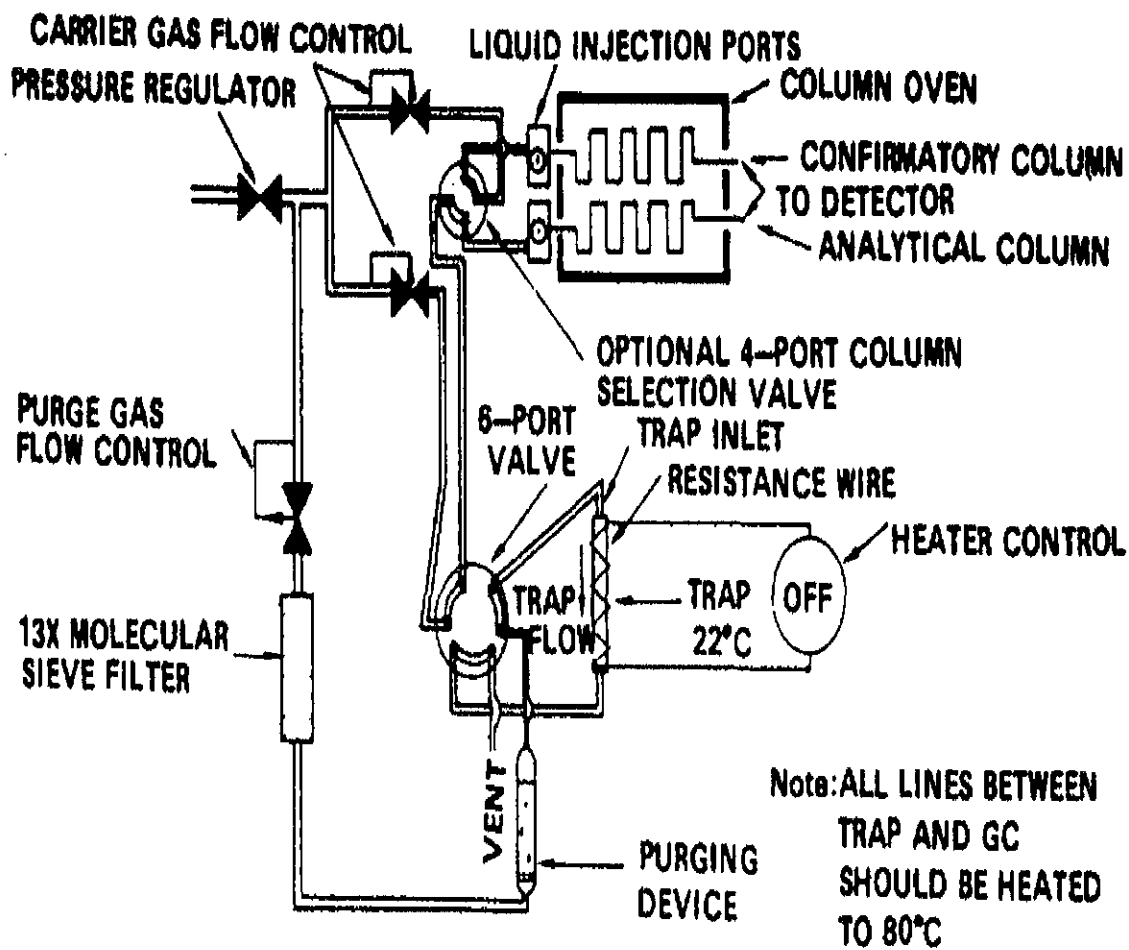 CARRIER GAS FLOW CONTROL
PRESSURE REGULATOR
LIQUID INJECTION PORTS
COLUMN OVEN
CONFIRMATORY COLUMN
TO DETECTOR
ANALYTICAL COLUMN
OPTIONAL 4-PORT COLUMN
SELECTION VALVE
PURGE GAS
FLOW CONTROL
6-PORT
VALVE
TRAP INLET
RESISTANCE WIRE
HEATER CONTROL
OFF
TRAP
FLOW
TRAP
22°C
13X MOLECULAR
SIEVE FILTER
VENT
PURGING
DEVICE
Note: ALL LINES BETWEEN
TRAP AND GC
SHOULD BE HEATED
TO 80°C